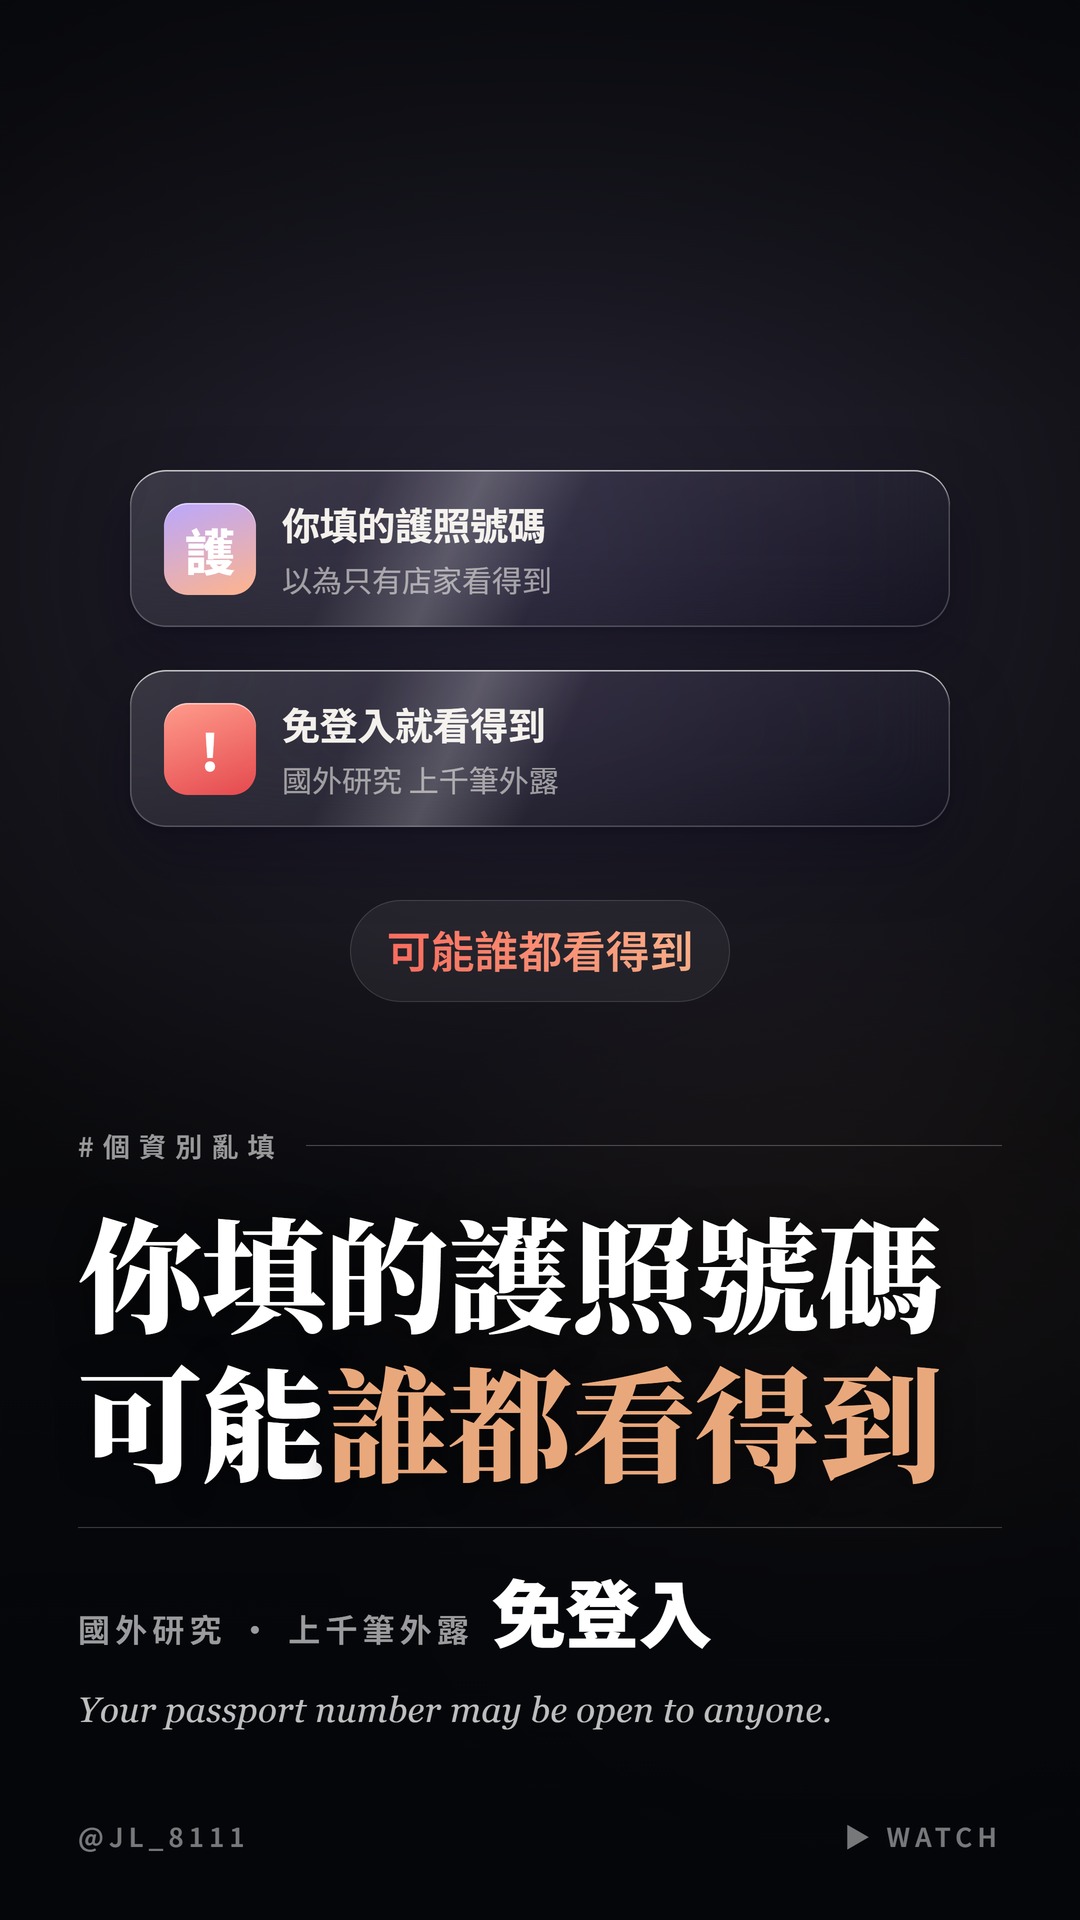 護
你填的護照號碼
以為只有店家看得到
!
免登入就看得到
國外研究 上千筆外露
可能誰都看得到
#個資別亂填
你填的護照號碼
可能誰都看得到
國外研究 · 上千筆外露 免登入
Your passport number may be open to anyone.
@JL_8111
▶ WATCH